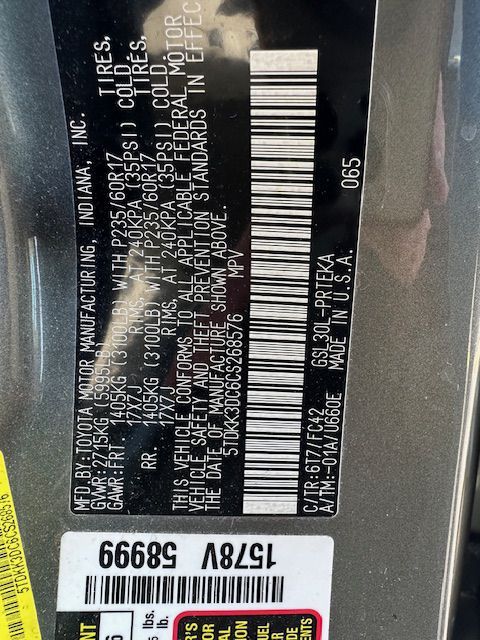 MFD.BY:TOYOTA MOTOR MANUFACTURING, INDIANA, INC.
GVWR:2715KG (5995LB)
GAWR:FRT. 1405KG (3100LB) WITH P235/60R17 TIRES,
17X7J RIMS, AT 240KPA (35PSI) COLD.
RR. 1405KG (3100LB) WITH P235/60R17 TIRES,
17X7J RIMS, AT 240KPA (35PSI) COLD.
THIS VEHICLE CONFORMS TO ALL APPLICABLE FEDERAL MOTOR
VEHICLE SAFETY AND THEFT PREVENTION STANDARDS IN EFFECT
THE DATE OF MANUFACTURE SHOWN ABOVE.
5TDKK3DC6CS268576 MPV
065
C/TR:6T7/FC42 GSL30L-PRTEKA
A/TM:-01A/U660E MADE IN U.S.A.
5TDKK3DC6CS268576
1578V 58999
lbs.
lb.